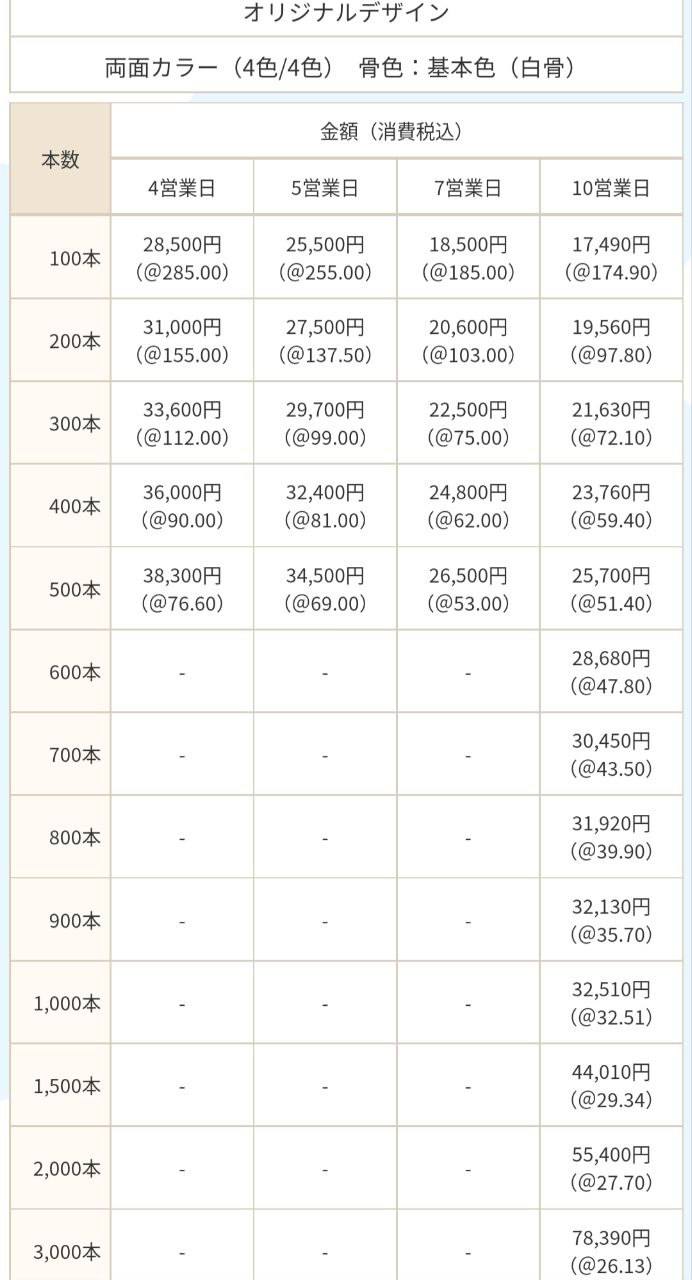 オリジナルデザイン
両面カラー（4色/4色） 骨色：基本色（白骨）
本数
金額（消費税込）
4営業日 5営業日 7営業日 10営業日
100本
28,500円 25,500円 18,500円 17,490円
（@285.00） （@255.00） （@185.00） （@174.90）
200本
31,000円 27,500円 20,600円 19,560円
（@155.00） （@137.50） （@103.00） （@97.80）
300本
33,600円 29,700円 22,500円 21,630円
（@112.00） （@99.00） （@75.00） （@72.10）
400本
36,000円 32,400円 24,800円 23,760円
（@90.00） （@81.00） （@62.00） （@59.40）
500本
38,300円 34,500円 26,500円 25,700円
（@76.60） （@69.00） （@53.00） （@51.40）
600本 - - -
28,680円
（@47.80）
700本 - - -
30,450円
（@43.50）
800本 - - -
31,920円
（@39.90）
900本 - - -
32,130円
（@35.70）
1,000本 - - -
32,510円
（@32.51）
1,500本 - - -
44,010円
（@29.34）
2,000本 - - -
55,400円
（@27.70）
3,000本 - - -
78,390円
（@26.13）